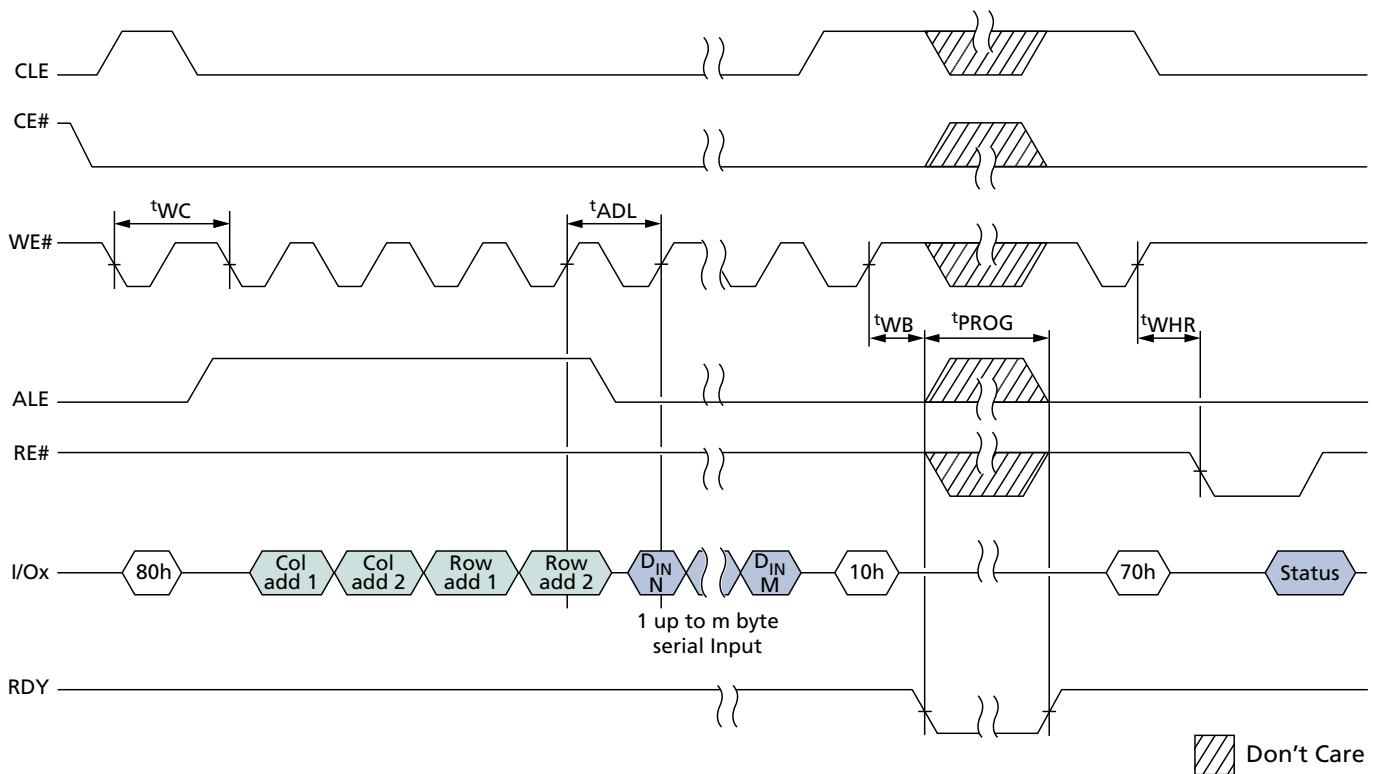 CLE
CE#
tWC
tADL
WE#
tWB
tPROG
tWHR
ALE
RE#
I/Ox
80h
Col
add 1
Col
add 2
Row
add 1
Row
add 2
DIN
N
DIN
M
10h
70h
Status
1 up to m byte
serial Input
RDY
Don't Care